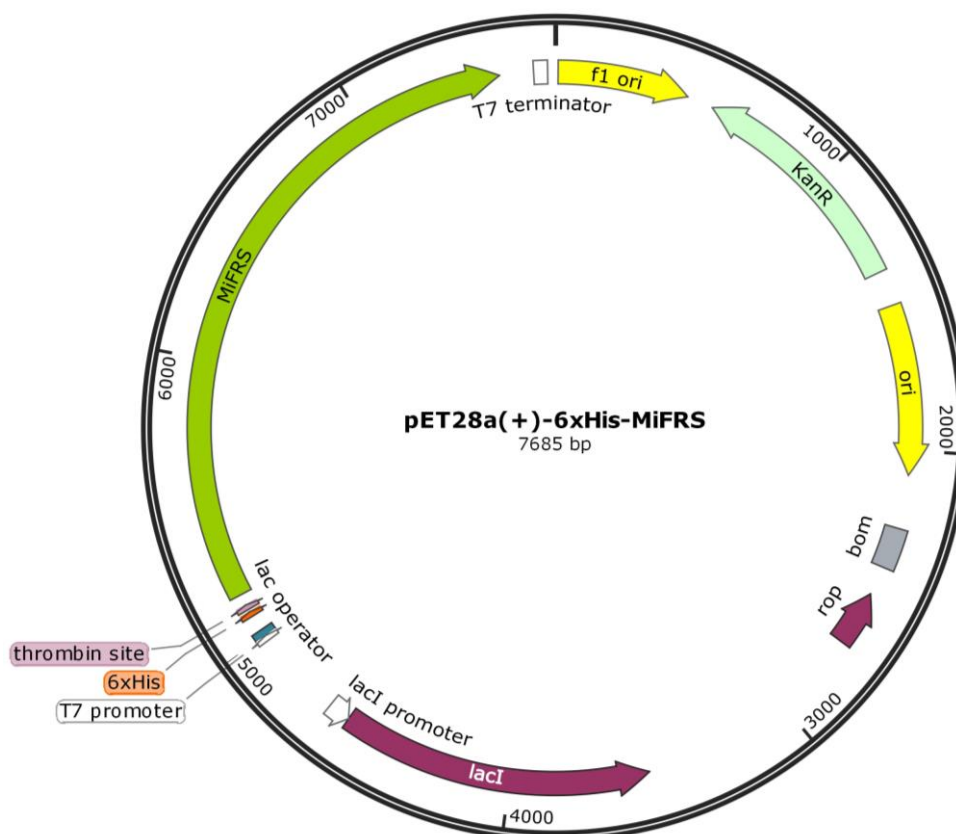 f1 ori
T7 terminator
7000
1000
KanR
MiFRS
6000
ori
pET28a(+)-6xHis-MiFRS
7685 bp
2000
bom
lac operator
rop
thrombin site
6xHis
T7 promoter
5000
lacI promoter
3000
lacI
4000